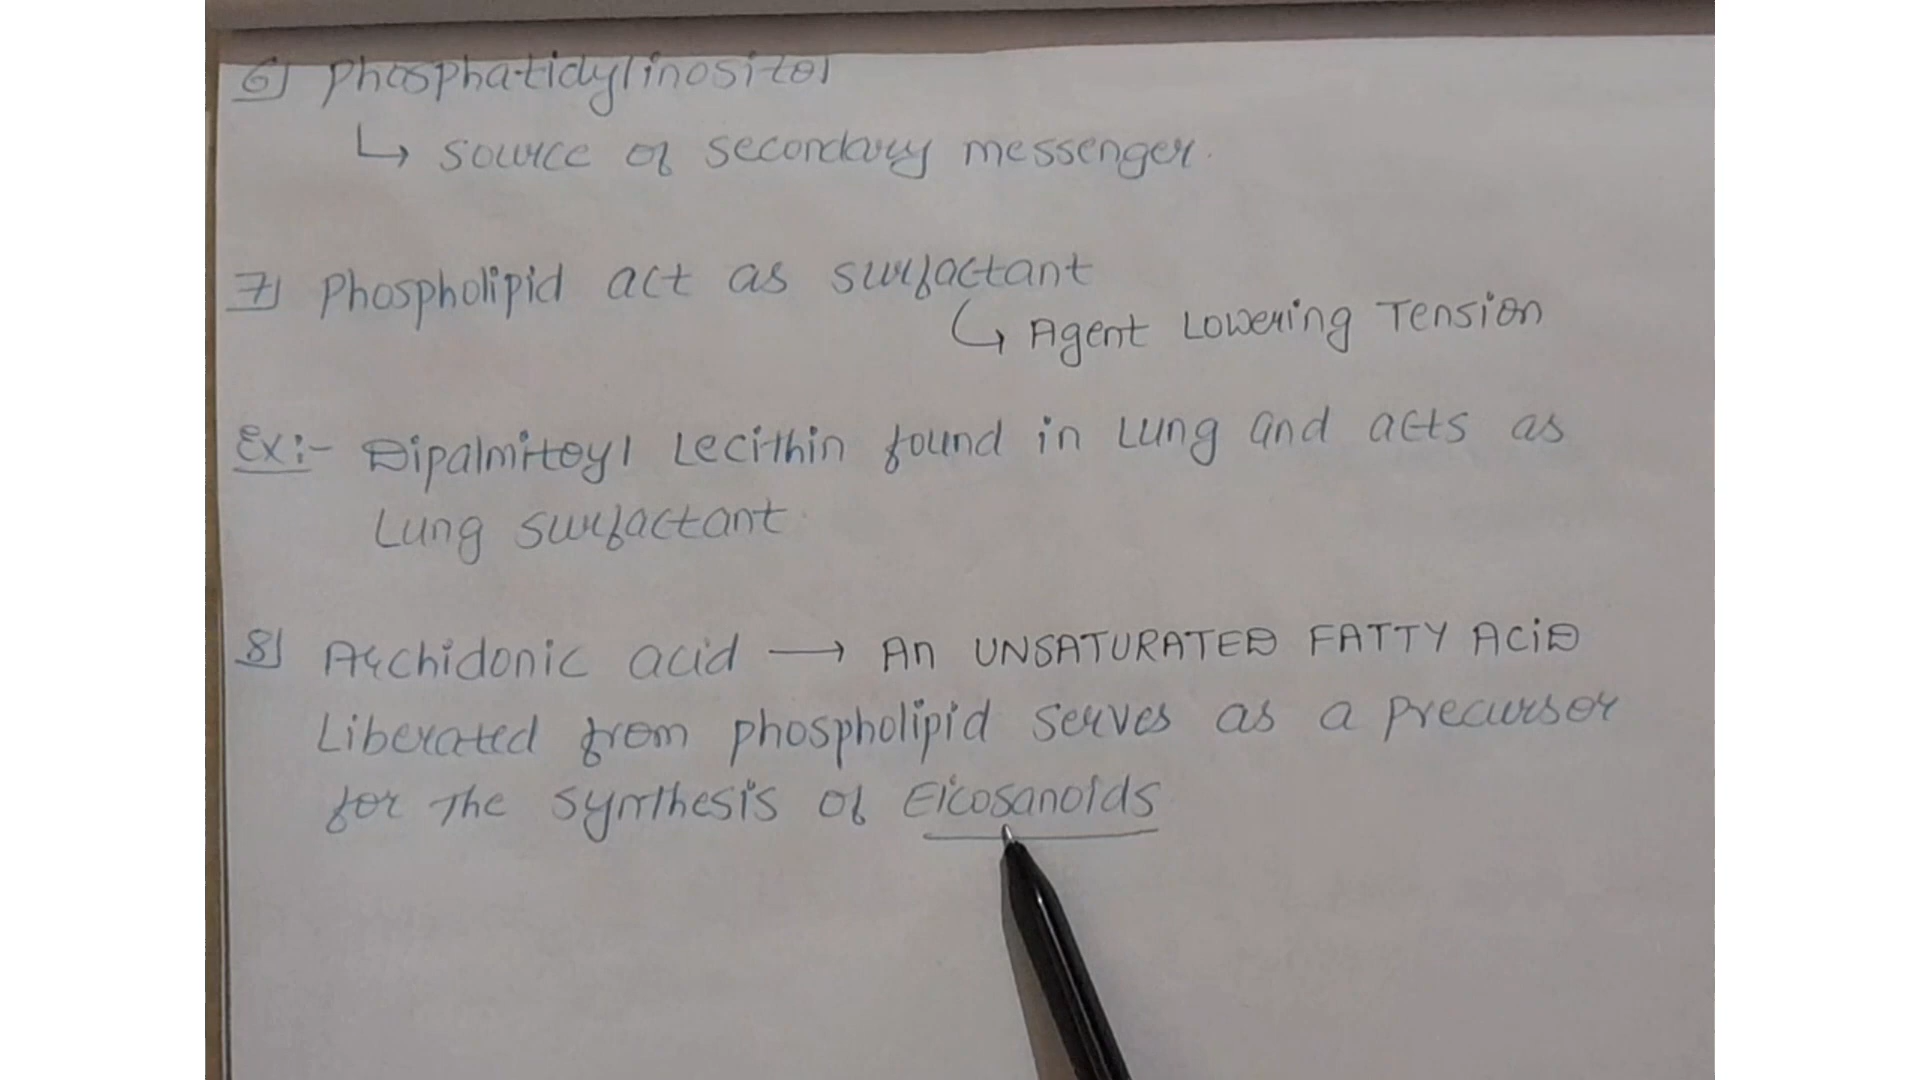 6) Phosphatidylinositol
↳ source of secondary messenger.
7) Phospholipid act as surfactant
↳ Agent Lowering Tension
Ex:- Dipalmitoyl Lecithin found in Lung and acts as
Lung surfactant
8) Archidonic acid → An UNSATURATED FATTY ACiD
Liberated from phospholipid serves as a precursor
for The synthesis of Eicosanoids